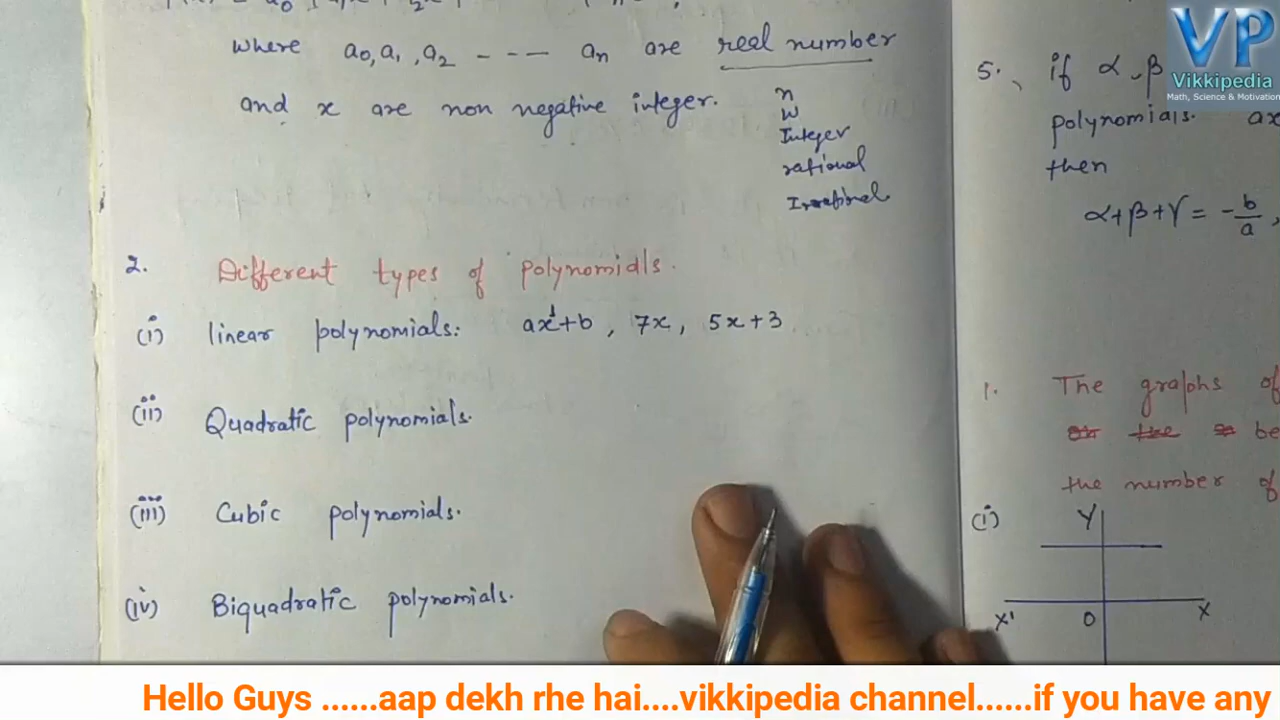 where a₀, a₁, a₂ - - - aₙ are real number
and x are non negative integer.
n
w
Integer
rational
2. Different types of polynomials.
(i) linear polynomials: ax¹+b, 7x, 5x+3
(ii) Quadratic polynomials.
(iii) Cubic polynomials.
(iv) Biquadratic polynomials.
5. if α, β
polynomials. ax
then
α+β+γ = -b/a,
1. The graphs of
be
the number of
(i) Y
X' O X
VP
Vikkipedia
Math, Science & Motivation
Hello Guys ......aap dekh rhe hai....vikkipedia channel......if you have any